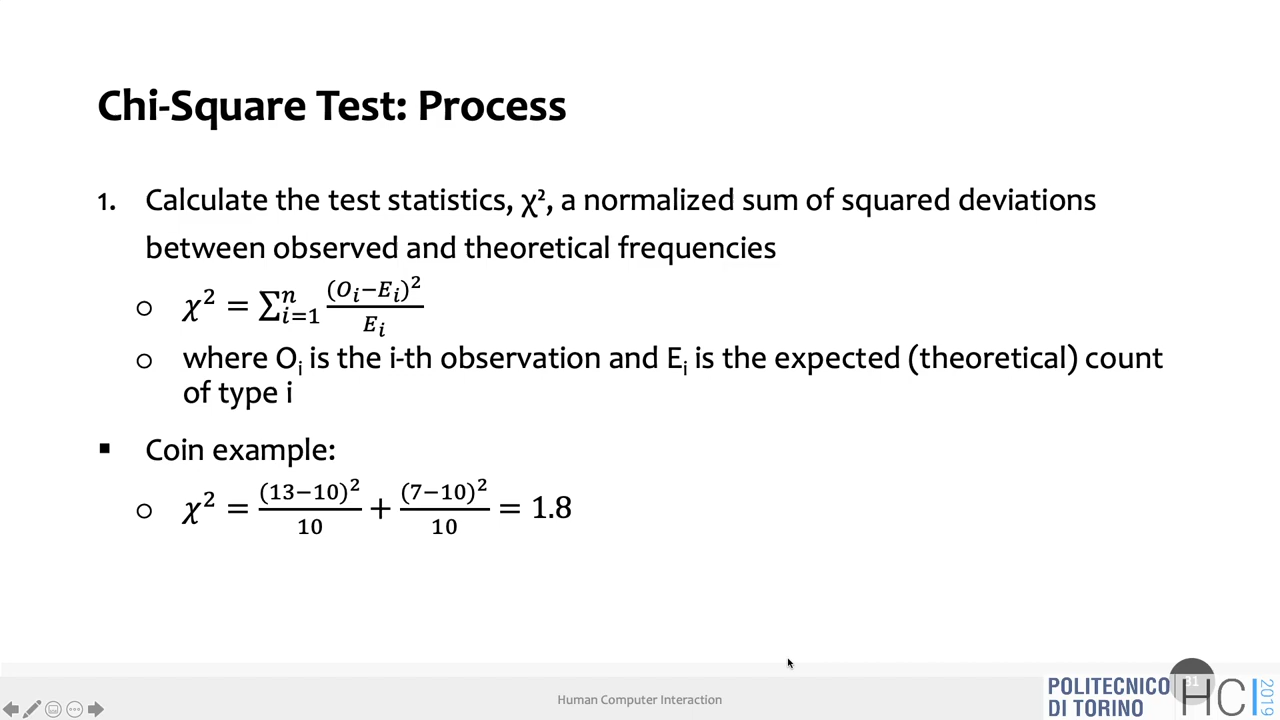 Chi-Square Test: Process
1. Calculate the test statistics, χ², a normalized sum of squared deviations
between observed and theoretical frequencies
○ χ² = ∑ⁿᵢ₌₁ (Oᵢ−Eᵢ)²/Eᵢ
○ where Oᵢ is the i-th observation and Eᵢ is the expected (theoretical) count
of type i
▪ Coin example:
○ χ² = (13−10)²/10 + (7−10)²/10 = 1.8
Human Computer Interaction
POLITECNICO
DI TORINO
31
HCI
2019